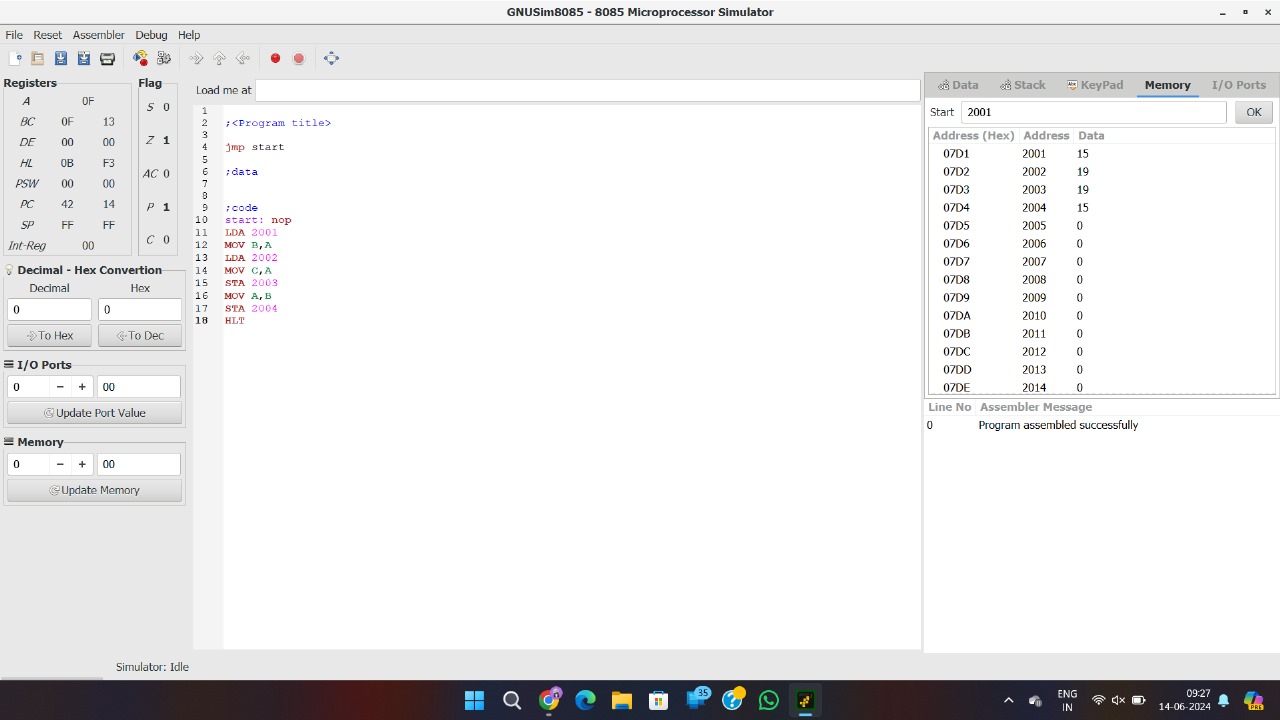 GNUSim8085 - 8085 Microprocessor Simulator
File Reset Assembler Debug Help
Registers
A 0F
BC 0F 13
DE 00 00
HL 0B F3
PSW 00 00
PC 42 14
SP FF FF
Int-Reg 00
Flag
S 0
Z 1
AC 0
P 1
C 0
Decimal - Hex Convertion
Decimal Hex
0 0
To Hex To Dec
I/O Ports
0 − + 00
Update Port Value
Memory
0 − + 00
Update Memory
Load me at
1
2 ;<Program title>
3
4 jmp start
5
6 ;data
7
8
9 ;code
10 start: nop
11 LDA 2001
12 MOV B,A
13 LDA 2002
14 MOV C,A
15 STA 2003
16 MOV A,B
17 STA 2004
18 HLT
Data Stack KeyPad Memory I/O Ports
Start 2001 OK
Address (Hex) Address Data
07D1 2001 15
07D2 2002 19
07D3 2003 19
07D4 2004 15
07D5 2005 0
07D6 2006 0
07D7 2007 0
07D8 2008 0
07D9 2009 0
07DA 2010 0
07DB 2011 0
07DC 2012 0
07DD 2013 0
07DE 2014 0
Line No Assembler Message
0 Program assembled successfully
Simulator: Idle
35
ENG
IN
09:27
14-06-2024
PRE